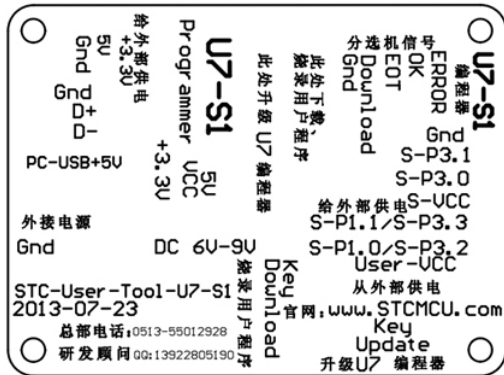 给外部供电
+3.3V
5V
Gnd
Gnd
D+
D-
PC-USB+5V
U7-S1
Programmer
5V
VCC
+3.3V
此处升级 U7 编程器
此处下载、
烧录用户程序
分选机信号
Gnd
Download
EOT
OK
ERROR
编程器
U7-S1
Gnd
S-P3.1
S-P3.0
S-VCC
给外部供电
S-P1.1/S-P3.3
S-P1.0/S-P3.2
User-VCC
从外部供电
外接电源
Gnd
DC 6V-9V
STC-User-Tool-U7-S1
2013-07-23
总部电话:0513-55012928
研发顾问QQ:13922805190
烧录用户程序
Download
Key
官网:www.STCMCU.com
Key
Update
升级U7 编程器